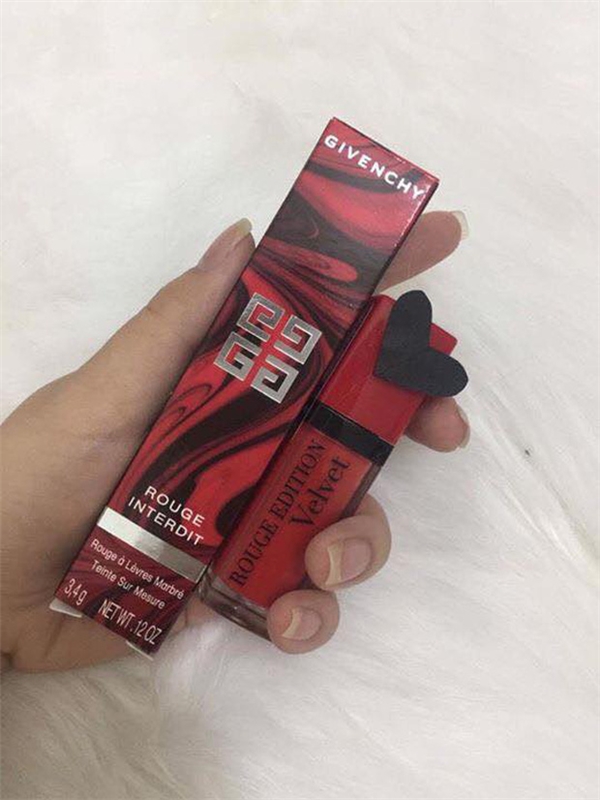 GIVENCHY
ROUGE
INTERDIT
Rouge à Lèvres Marbré
Teinte Sur Mesure
3,4 g NET WT. .12 OZ
ROUGE EDITION
Velvet